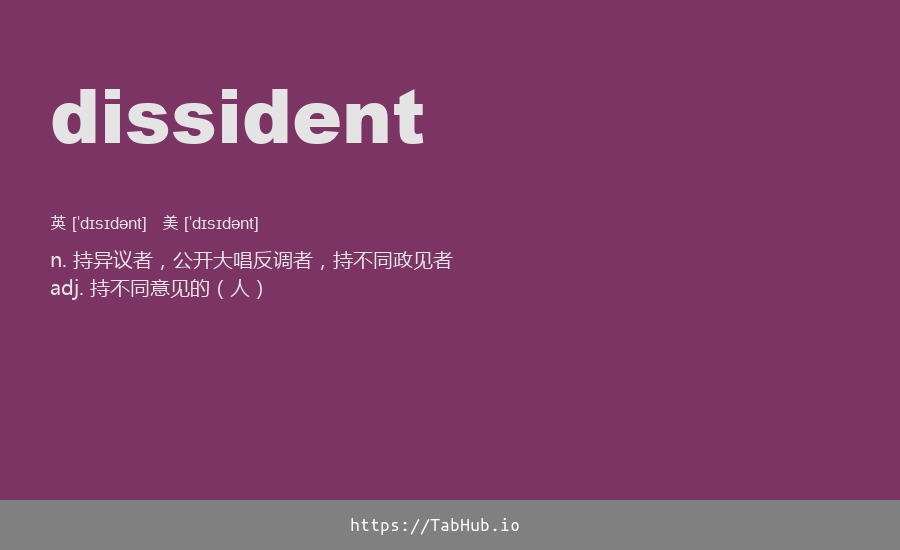 dissident
英 [ˈdɪsɪdənt] 美 [ˈdɪsɪdənt]
n. 持异议者，公开大唱反调者，持不同政见者
adj. 持不同意见的（人）
https://TabHub.io